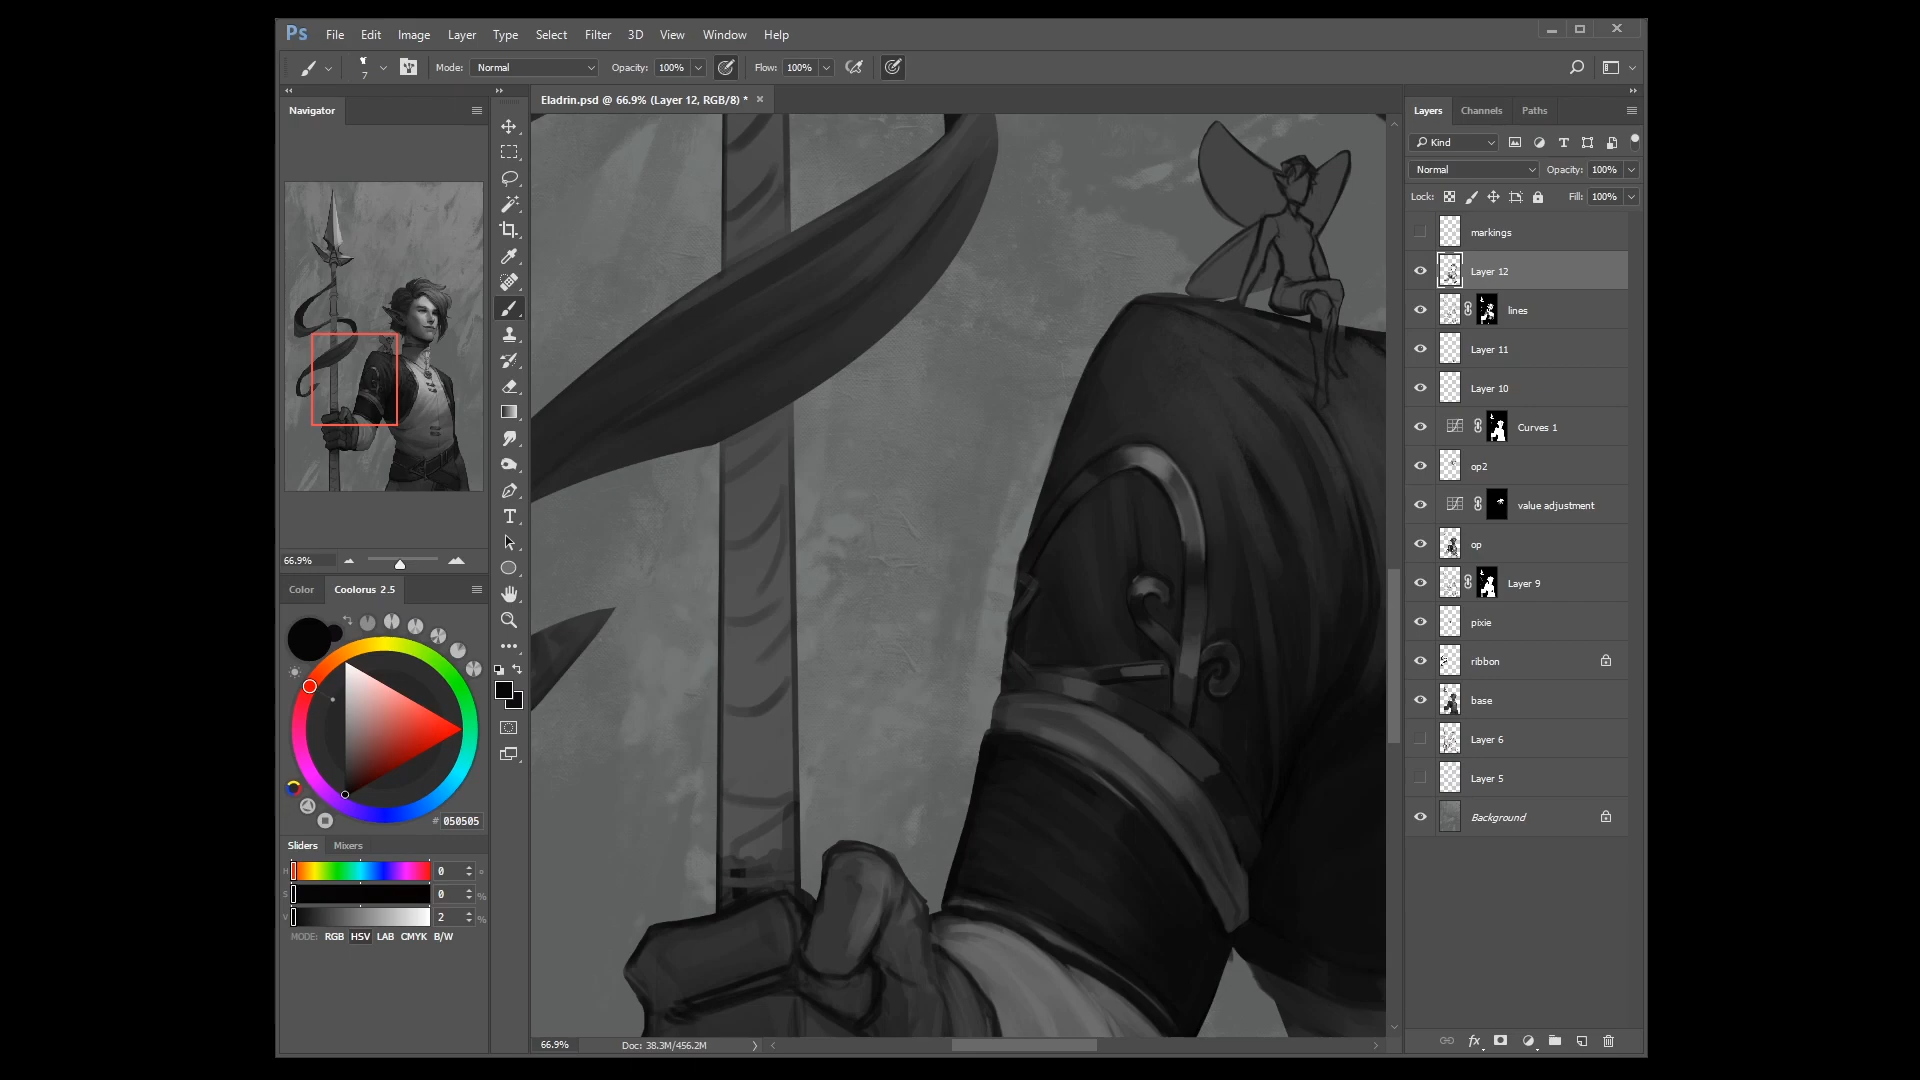 Ps File Edit Image Layer Type Select Filter 3D View Window Help
7 Mode: Normal Opacity: 100% Flow: 100%
Navigator
Eladrin.psd @ 66.9% (Layer 12, RGB/8) *
Layers Channels Paths
Kind
Normal Opacity: 100%
Lock: Fill: 100%
markings
Layer 12
lines
Layer 11
Layer 10
Curves 1
op2
value adjustment
op
Layer 9
pixie
ribbon
base
Layer 6
Layer 5
Background
66.9%
Color Coolorus 2.5
# 050505
Sliders Mixers
H 0 °
S 0 %
V 2 %
MODE: RGB HSV LAB CMYK B/W
66.9% Doc: 38.3M/456.2M
fx